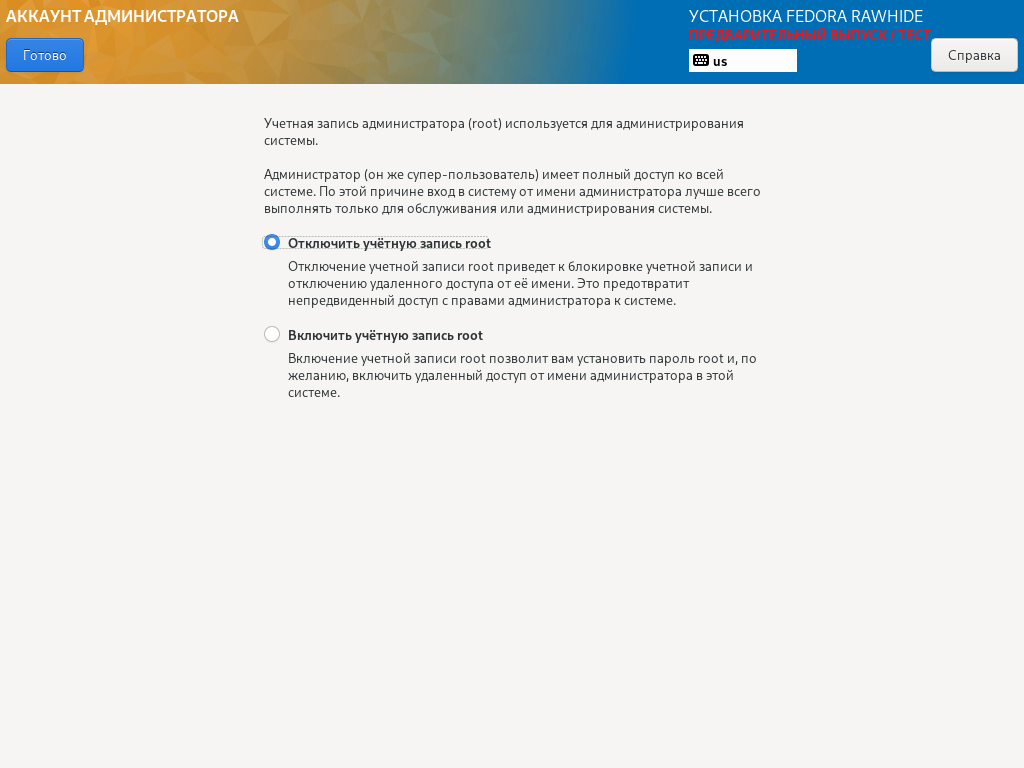 АККАУНТ АДМИНИСТРАТОРА
Готово
УСТАНОВКА FEDORA RAWHIDE
ПРЕДВАРИТЕЛЬНЫЙ ВЫПУСК / ТЕСТ
us
Справка
Учетная запись администратора (root) используется для администрирования
системы.
Администратор (он же супер-пользователь) имеет полный доступ ко всей
системе. По этой причине вход в систему от имени администратора лучше всего
выполнять только для обслуживания или администрирования системы.
Отключить учётную запись root
Отключение учетной записи root приведет к блокировке учетной записи и
отключению удаленного доступа от её имени. Это предотвратит
непредвиденный доступ с правами администратора к системе.
Включить учётную запись root
Включение учетной записи root позволит вам установить пароль root и, по
желанию, включить удаленный доступ от имени администратора в этой
системе.